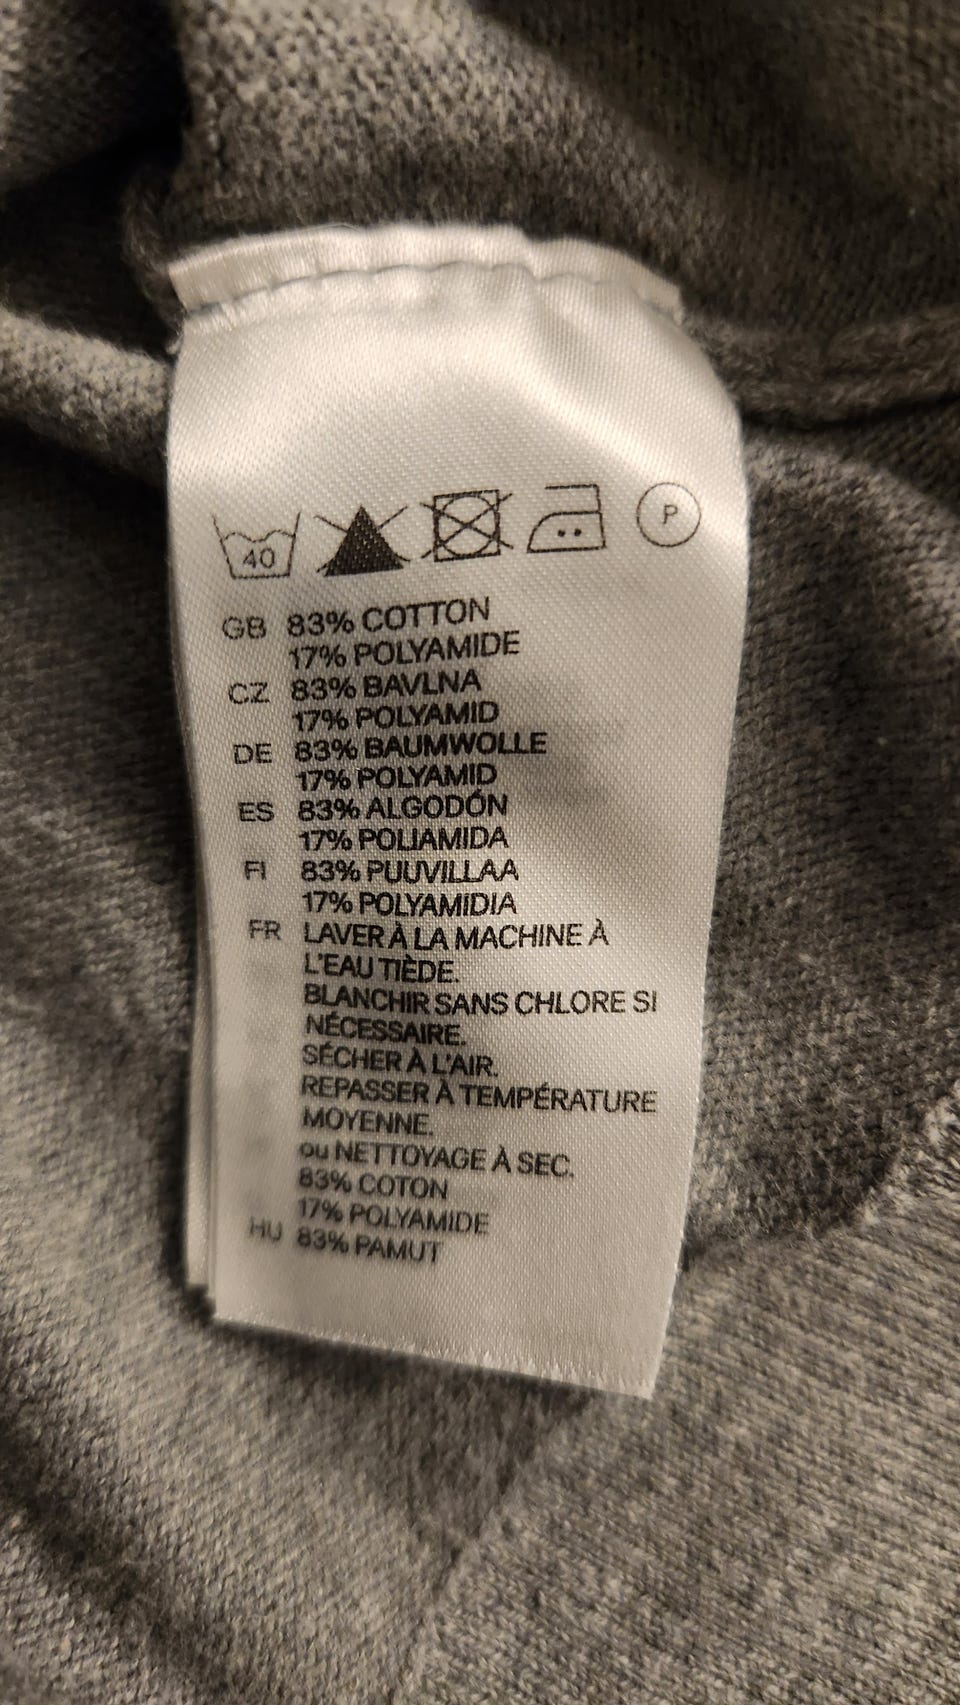 40 P
GB 83% COTTON
17% POLYAMIDE
CZ 83% BAVLNA
17% POLYAMID
DE 83% BAUMWOLLE
17% POLYAMID
ES 83% ALGODÓN
17% POLIAMIDA
FI 83% PUUVILLAA
17% POLYAMIDIA
FR LAVER À LA MACHINE À
L'EAU TIÈDE.
BLANCHIR SANS CHLORE SI
NÉCESSAIRE.
SÉCHER À L'AIR.
REPASSER À TEMPÉRATURE
MOYENNE.
ou NETTOYAGE À SEC.
83% COTON
17% POLYAMIDE
HU 83% PAMUT